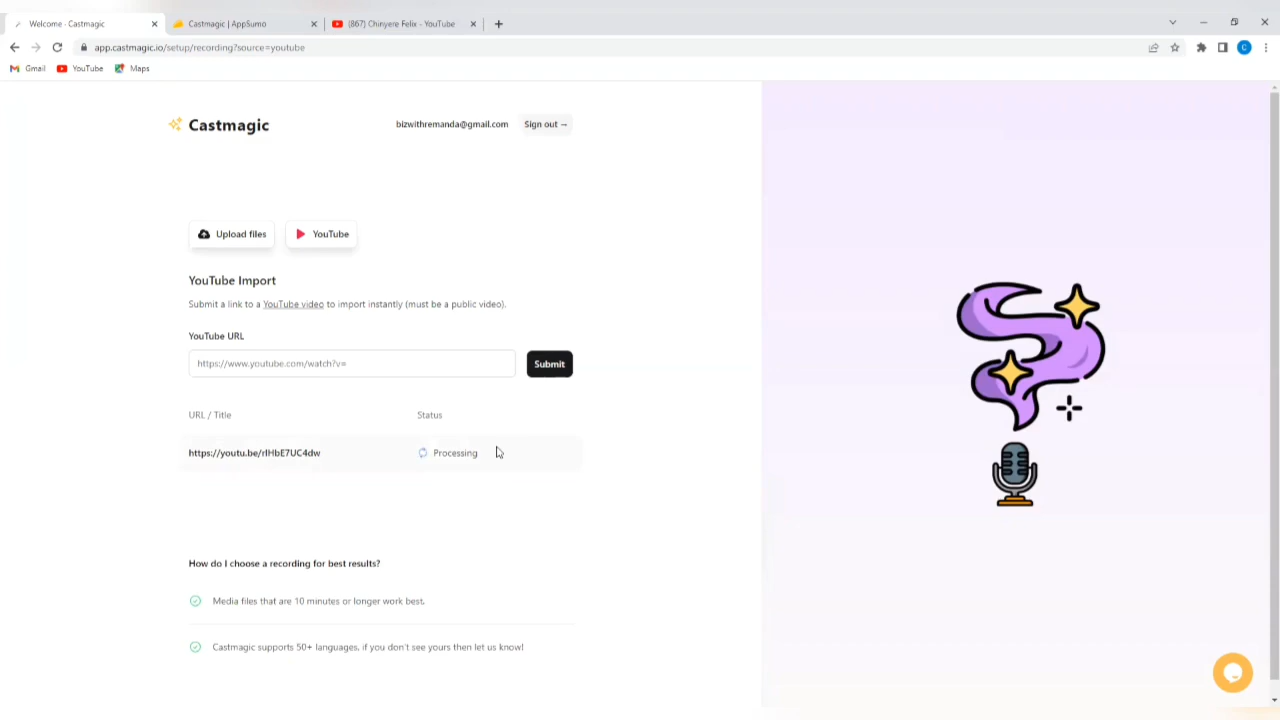 Welcome - Castmagic
Castmagic | AppSumo
(867) Chinyere Felix - YouTube
app.castmagic.io/setup/recording?source=youtube
C
Gmail
YouTube
Maps
Castmagic
bizwithremanda@gmail.com
Sign out →
Upload files
YouTube
YouTube Import
Submit a link to a YouTube video to import instantly (must be a public video).
YouTube URL
https://www.youtube.com/watch?v=
Submit
URL / Title
Status
https://youtu.be/rIHbE7UC4dw
Processing
How do I choose a recording for best results?
Media files that are 10 minutes or longer work best.
Castmagic supports 50+ languages, if you don't see yours then let us know!